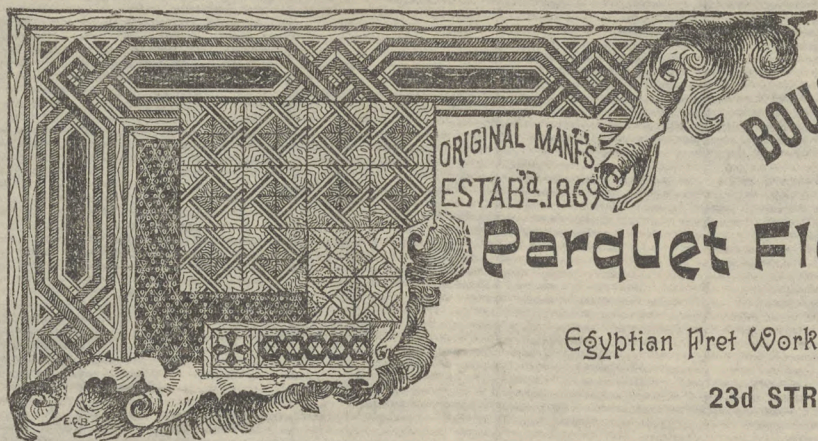 ORIGINAL MANF'S
ESTAB'd. 1869
Parquet
Egyptian Fret Work
23d
E.G.B.